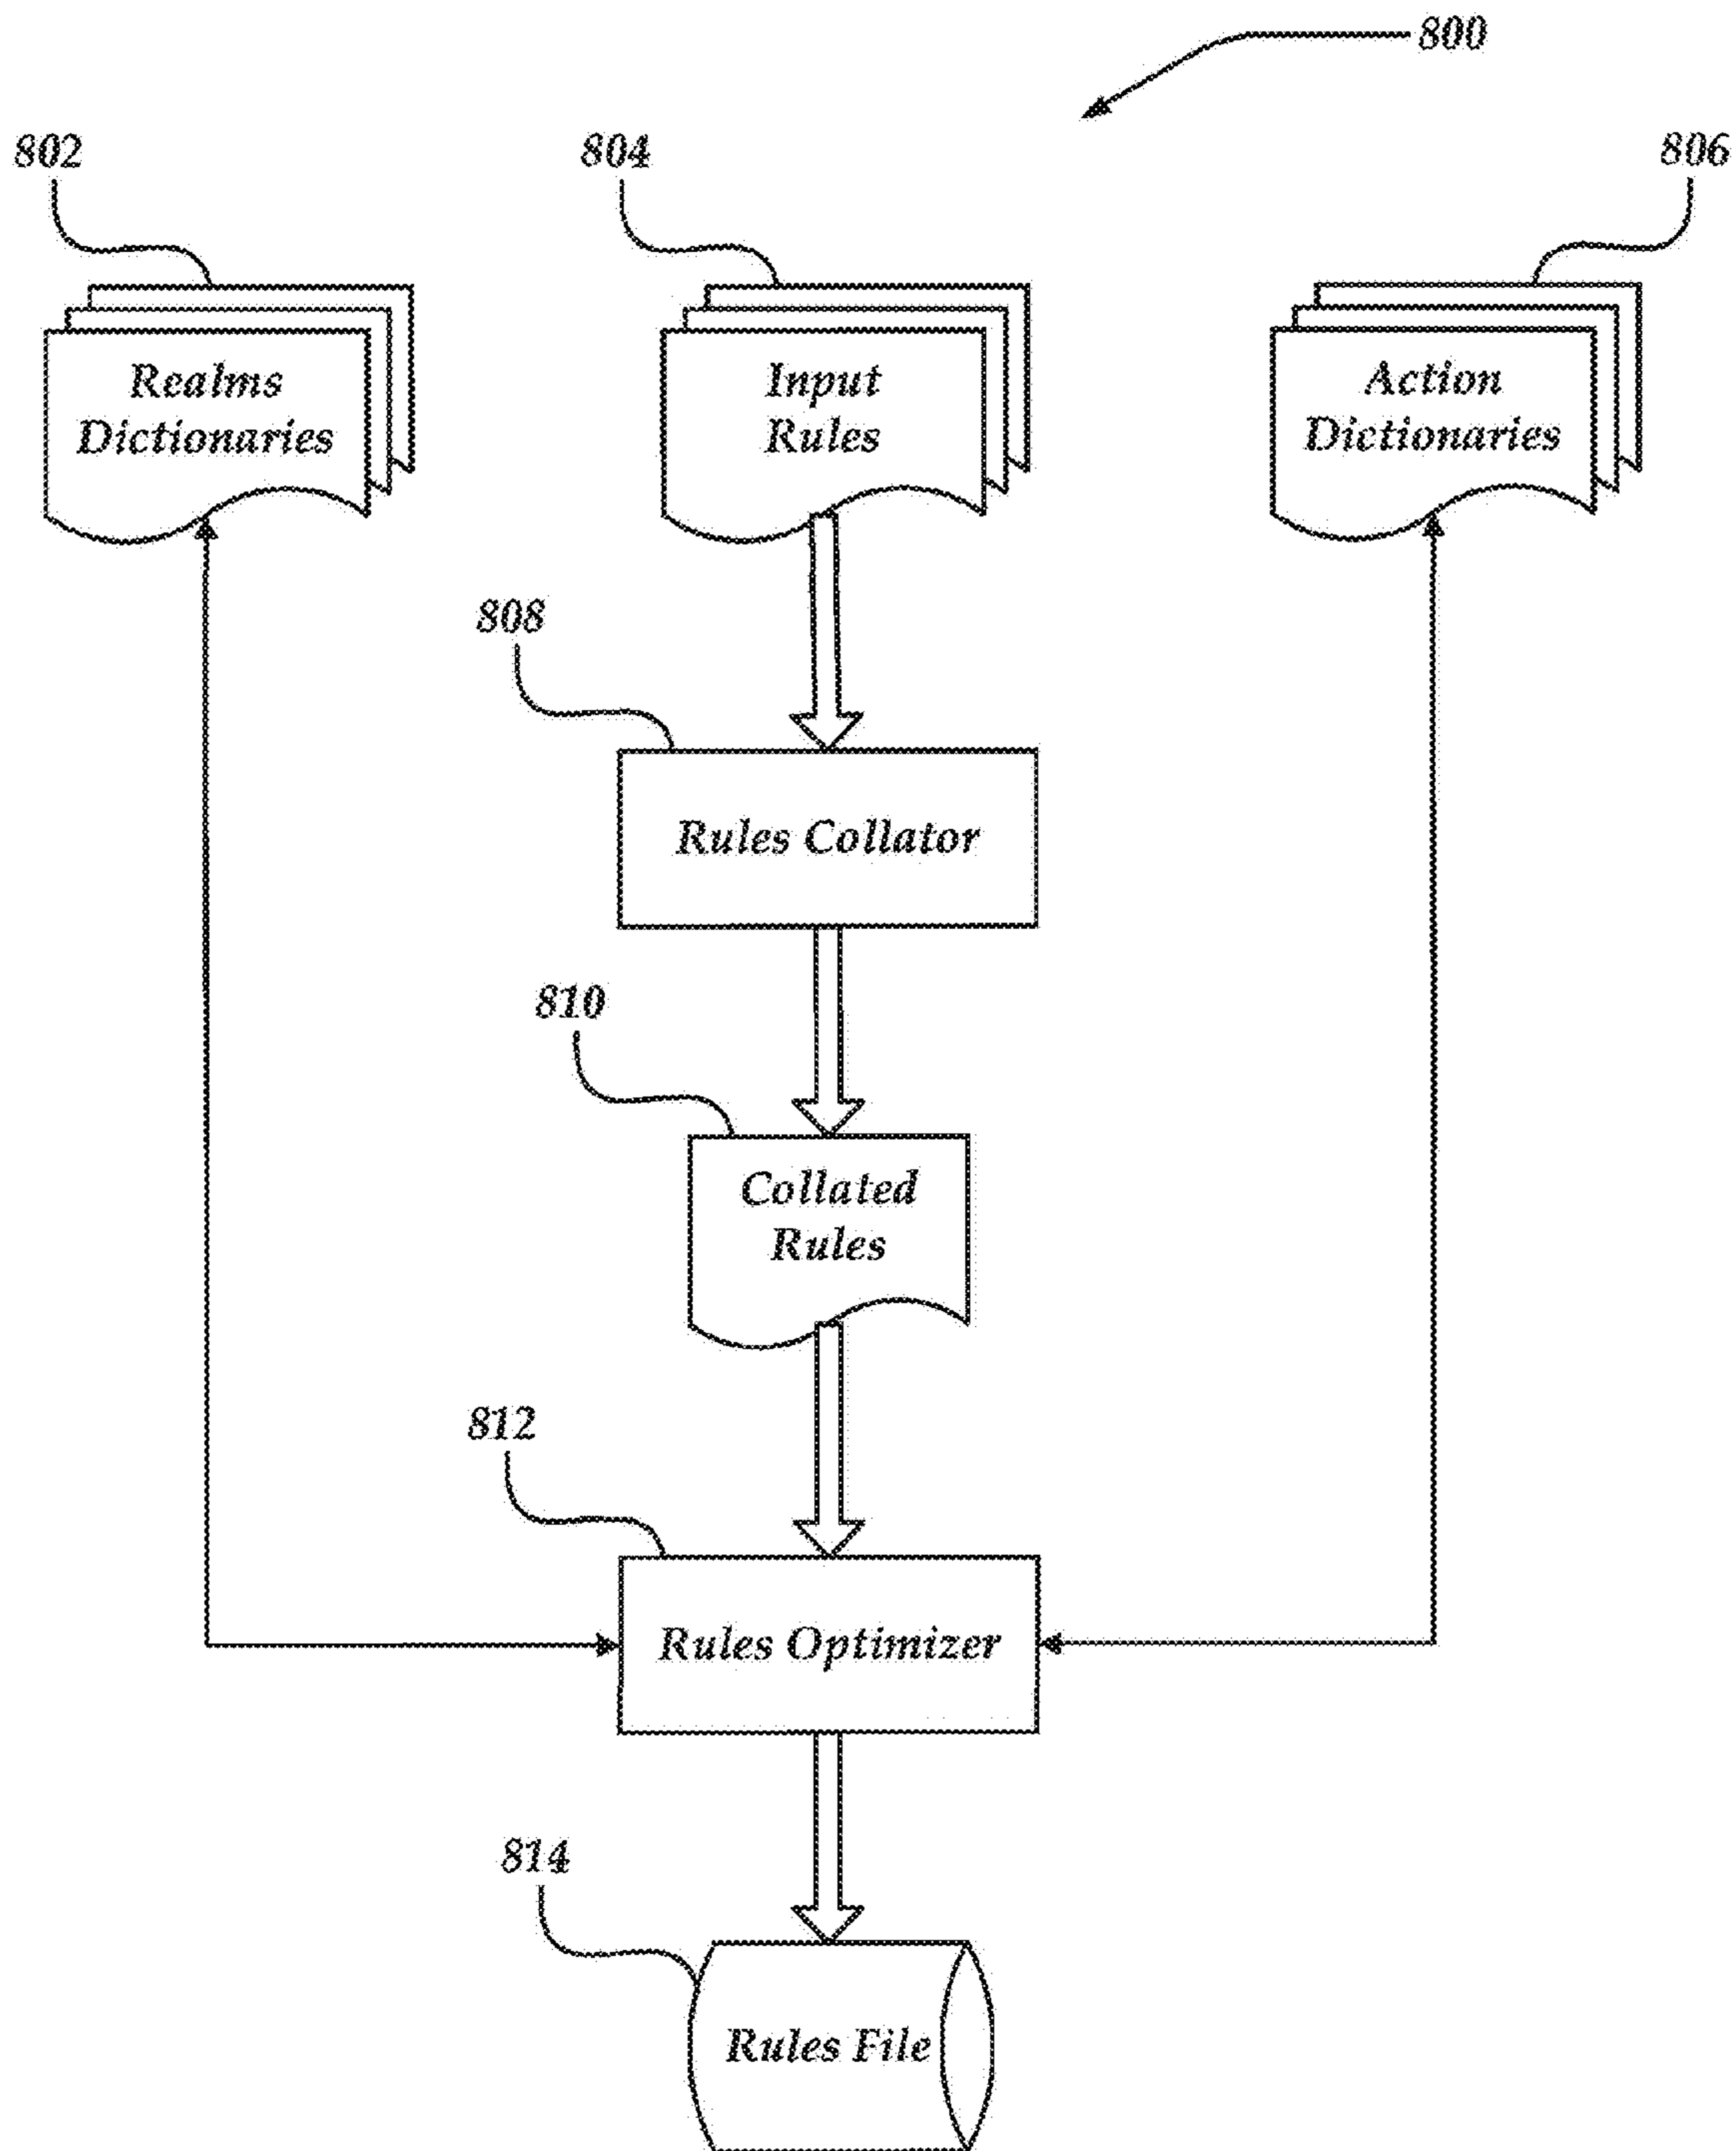 800
802
804
806
Realms
Dictionaries
Input
Rules
Action
Dictionaries
808
Rules Collator
810
Collated
Rules
812
Rules Optimizer
814
Rules File